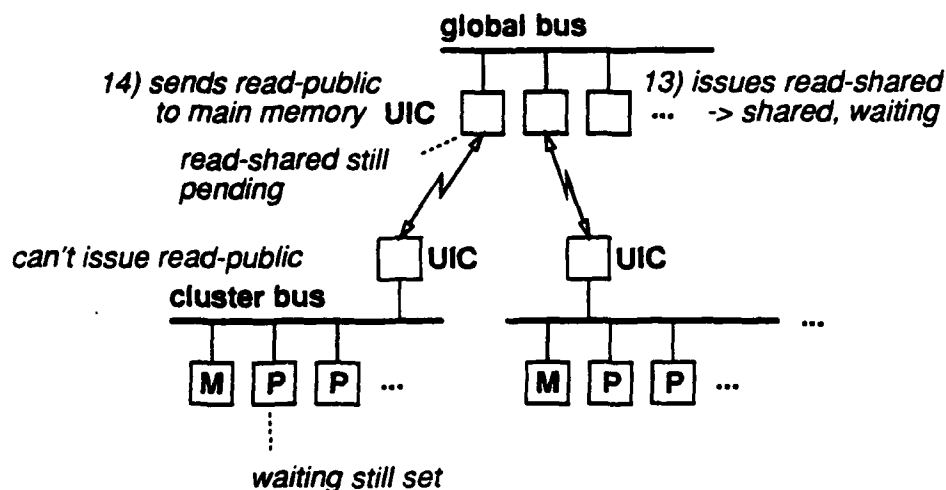 global bus
14) sends read-public
to main memory UIC
13) issues read-shared
... -> shared, waiting
read-shared still
pending
can't issue read-public
UIC
UIC
cluster bus
...
M P P ...
M P P ...
waiting still set